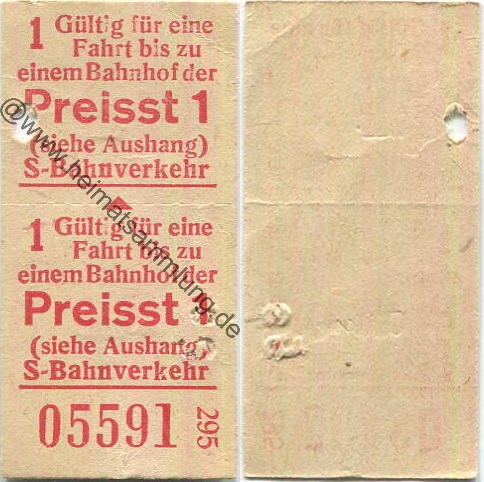 1 Gültig für eine
Fahrt bis zu
einem Bahnhof der
Preisst 1
(siehe Aushang)
S-Bahnverkehr
1 Gültig für eine
Fahrt bis zu
einem Bahnhof der
Preisst 1
(siehe Aushang)
S-Bahnverkehr
05591
295
@www.heimatsammlung.de